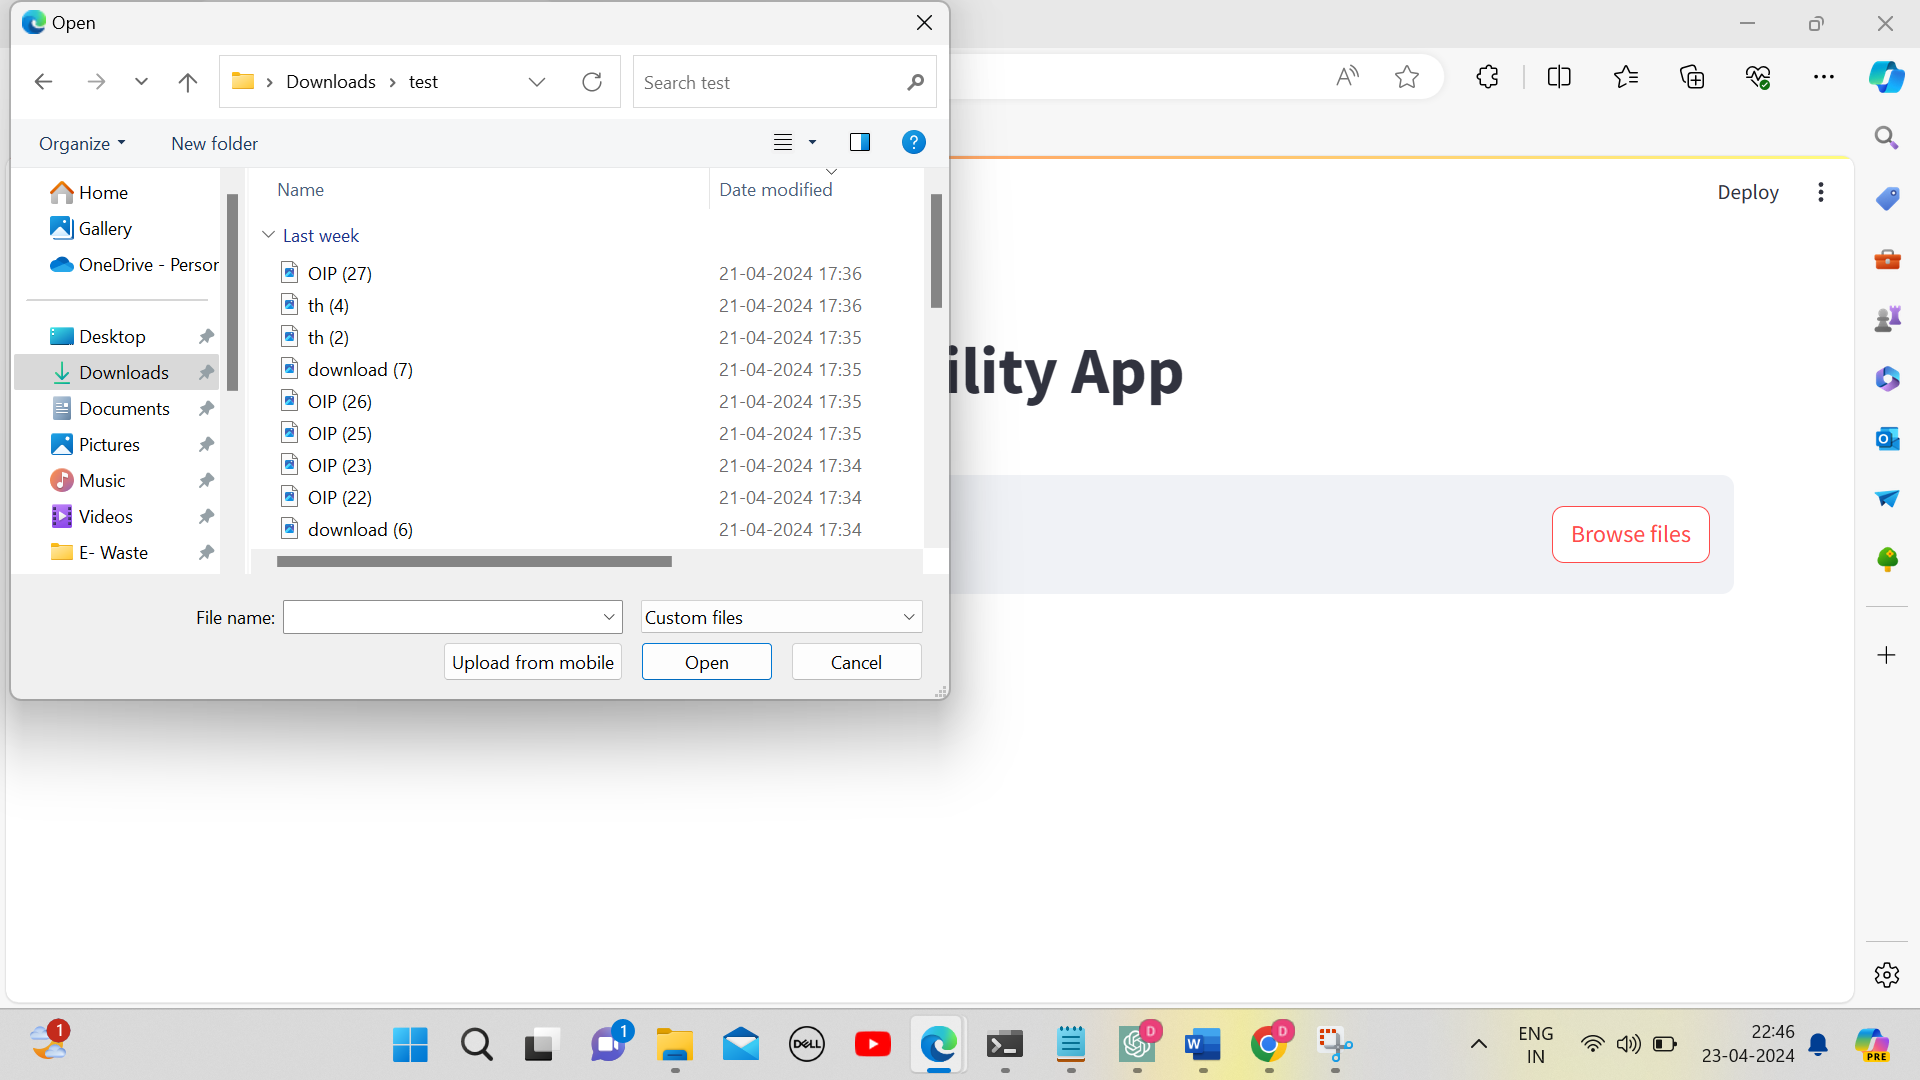 Open
Downloads > test
Search test
Organize
New folder
Deploy
Home
Gallery
OneDrive - Persor
Desktop
Downloads
Documents
Pictures
Music
Videos
E- Waste
Name Date modified
Last week
OIP (27) 21-04-2024 17:36
th (4) 21-04-2024 17:36
th (2) 21-04-2024 17:35
download (7) 21-04-2024 17:35
OIP (26) 21-04-2024 17:35
OIP (25) 21-04-2024 17:35
OIP (23) 21-04-2024 17:34
OIP (22) 21-04-2024 17:34
download (6) 21-04-2024 17:34
ility App
Browse files
File name:
Custom files
Upload from mobile
Open
Cancel
1
1
DELL
D
W
D
ENG
IN
22:46
23-04-2024
PRE